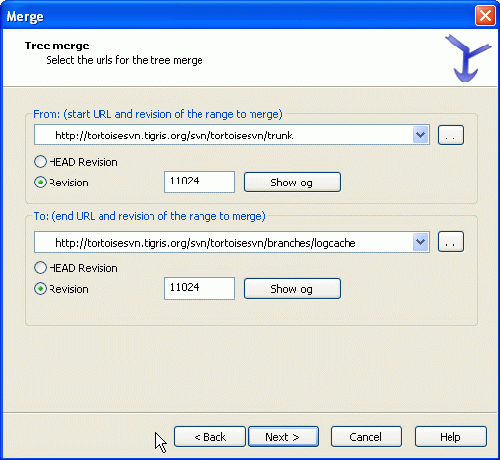 Merge
Tree merge
Select the urls for the tree merge
From: (start URL and revision of the range to merge)
http://tortoisesvn.tigris.org/svn/tortoisesvn/trunk
. .
HEAD Revision
Revision
11024
Show og
To: (end URL and revision of the range to merge)
http://tortoisesvn.tigris.org/svn/tortoisesvn/branches/logcache
. .
HEAD Revision
Revision
11024
Show og
< Back
Next >
Cancel
Help